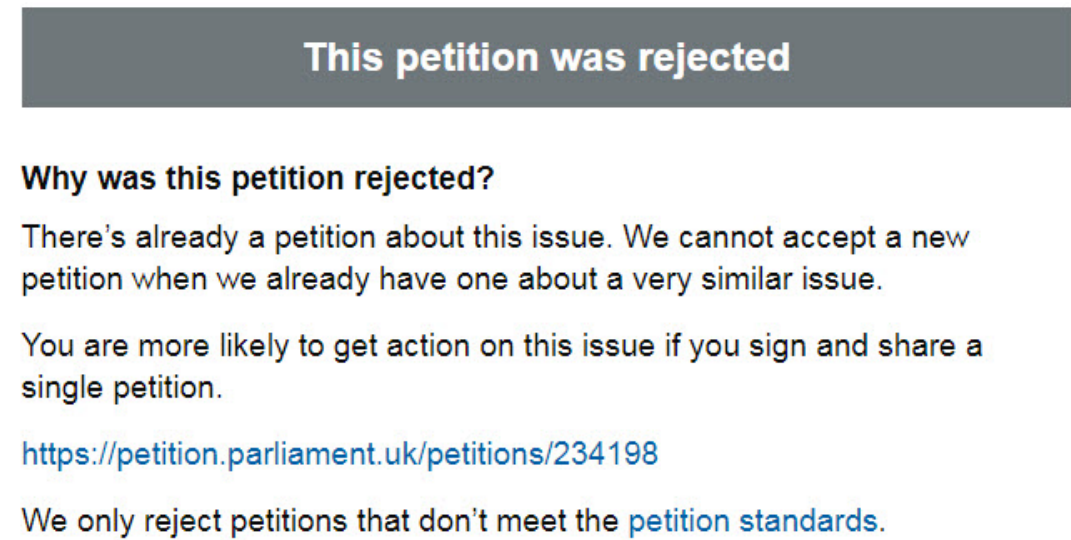 This petition was rejected
Why was this petition rejected?
There's already a petition about this issue. We cannot accept a new
petition when we already have one about a very similar issue.
You are more likely to get action on this issue if you sign and share a
single petition.
https://petition.parliament.uk/petitions/234198
We only reject petitions that don't meet the petition standards.